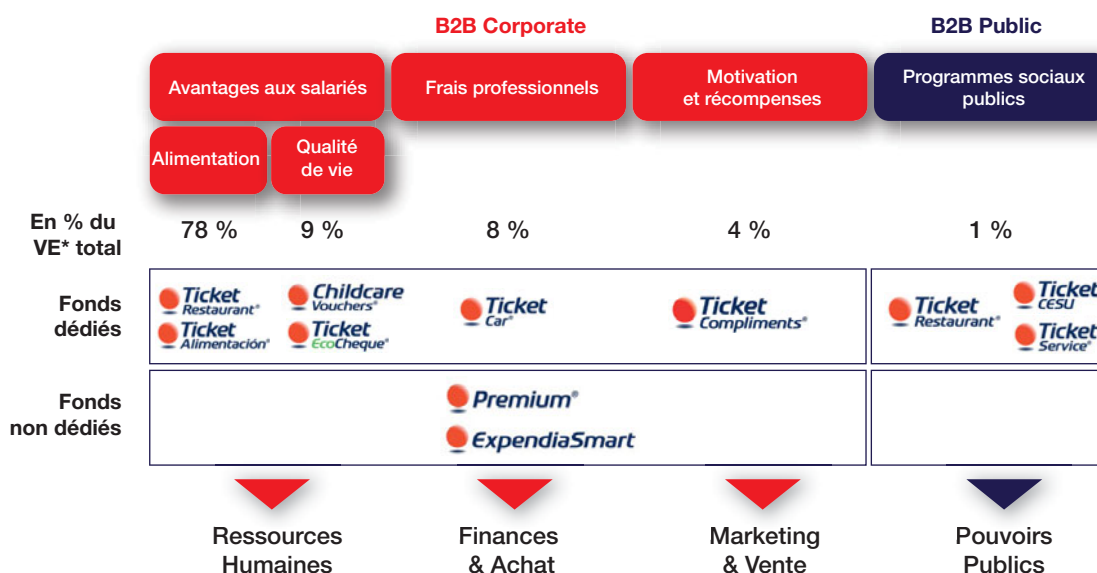 B2B Corporate
B2B Public
Avantages aux salariés
Frais professionnels
Motivation
et récompenses
Programmes sociaux
publics
Alimentation
Qualité
de vie
En % du
VE* total
78 %
9 %
8 %
4 %
1 %
Fonds
dédiés
Ticket
Restaurant®
Ticket
Alimentación®
Childcare
Vouchers®
Ticket
EcoCheque®
Ticket
Car®
Ticket
Compliments®
Ticket
Restaurant®
Ticket
CESU
Ticket
Service®
Fonds
non dédiés
Premium®
ExpendiaSmart
Ressources
Humaines
Finances
& Achat
Marketing
& Vente
Pouvoirs
Publics